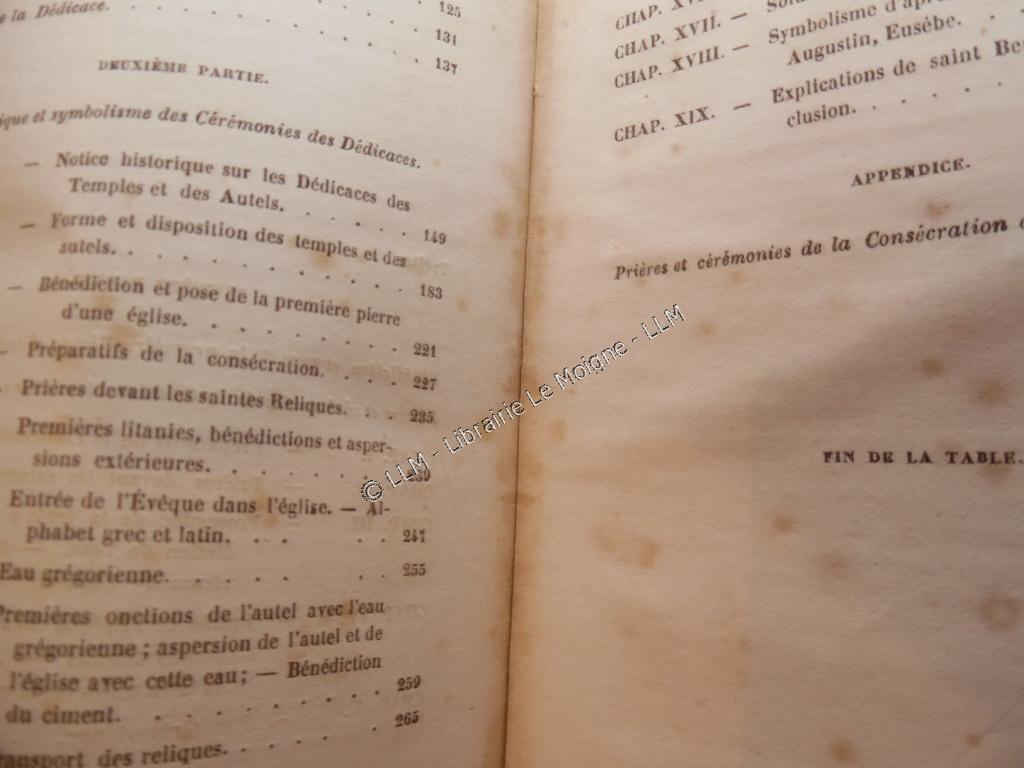 la Dédicace. . . . . . 125
. . . . . . 131
. . . . . . 137
DEUXIÈME PARTIE.
et symbolisme des Cérémonies des Dédicaces.
— Notice historique sur les Dédicaces des
Temples et des Autels. . . . . . 149
— Forme et disposition des temples et des
autels. . . . . . . . . . 183
— Bénédiction et pose de la première pierre
d'une église. . . . . . . . 221
— Préparatifs de la consécration. . . . 227
Prières devant les saintes Reliques. . . 235
Premières litanies, bénédictions et asper-
sions extérieures. . . . . . . 239
Entrée de l'Évêque dans l'église. — Al-
phabet grec et latin. . . . . 247
Eau grégorienne. . . . . . . 255
Premières onctions de l'autel avec l'eau
grégorienne ; aspersion de l'autel et de
l'église avec cette eau ; — Bénédiction
du ciment. . . . . . . . 259
des reliques. . . . . . 265
CHAP.
CHAP. XVII. —
CHAP. XVIII. — Symbolisme
Augustin, Eusèbe. . .
CHAP. XIX. — Explications de saint
clusion. . . . . .
APPENDICE.
Prières et cérémonies de la Consécration
FIN DE LA TABLE.
© LLM - Librairie Le Moigne - LLM